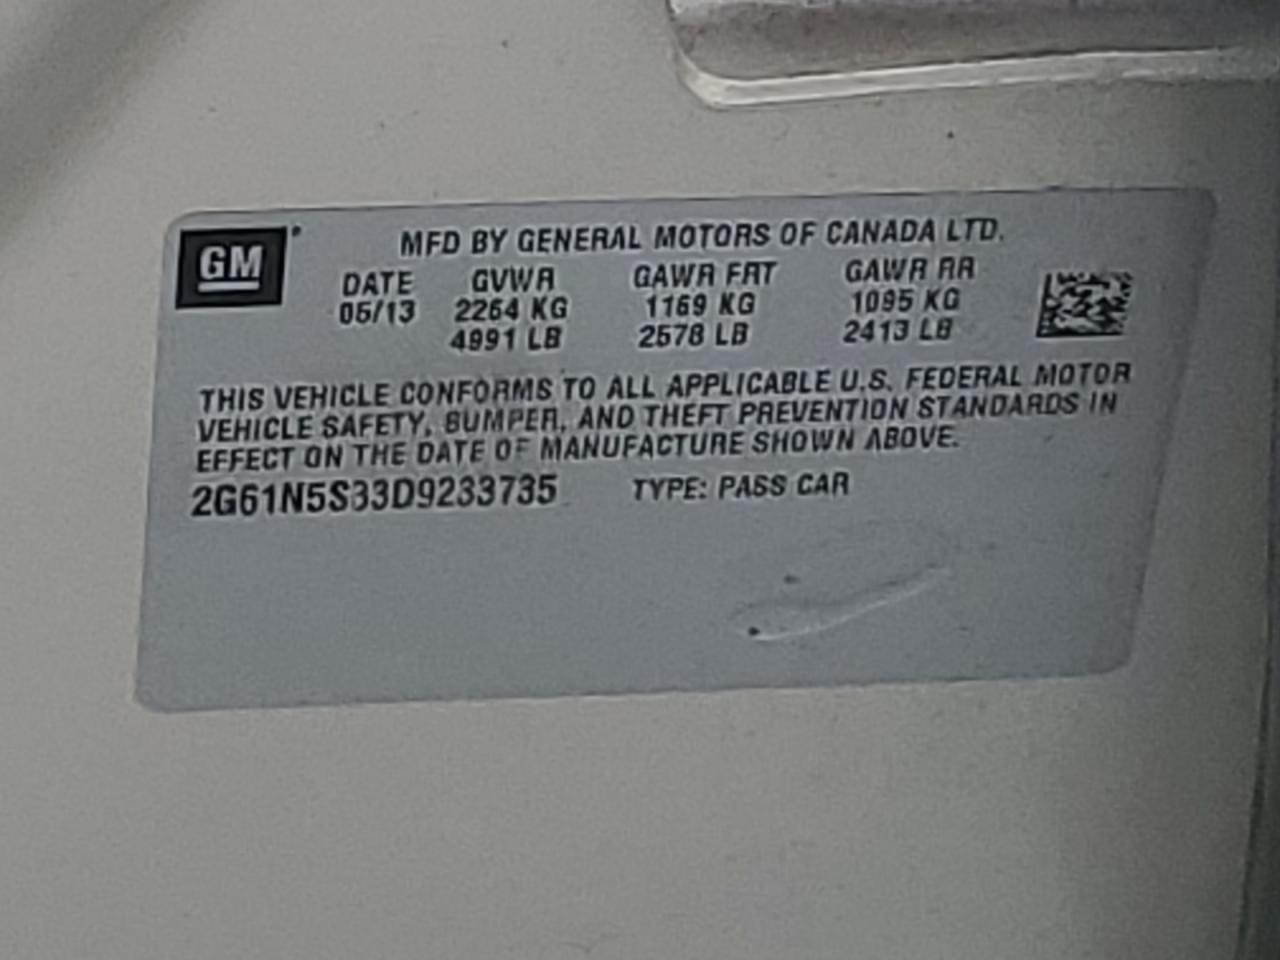 GM
MFD BY GENERAL MOTORS OF CANADA LTD.
DATE GVWR GAWR FRT GAWR RR
05/13 2264 KG 1169 KG 1095 KG
4991 LB 2578 LB 2413 LB
THIS VEHICLE CONFORMS TO ALL APPLICABLE U.S. FEDERAL MOTOR
VEHICLE SAFETY, BUMPER, AND THEFT PREVENTION STANDARDS IN
EFFECT ON THE DATE OF MANUFACTURE SHOWN ABOVE.
2G61N5S33D9233735 TYPE: PASS CAR